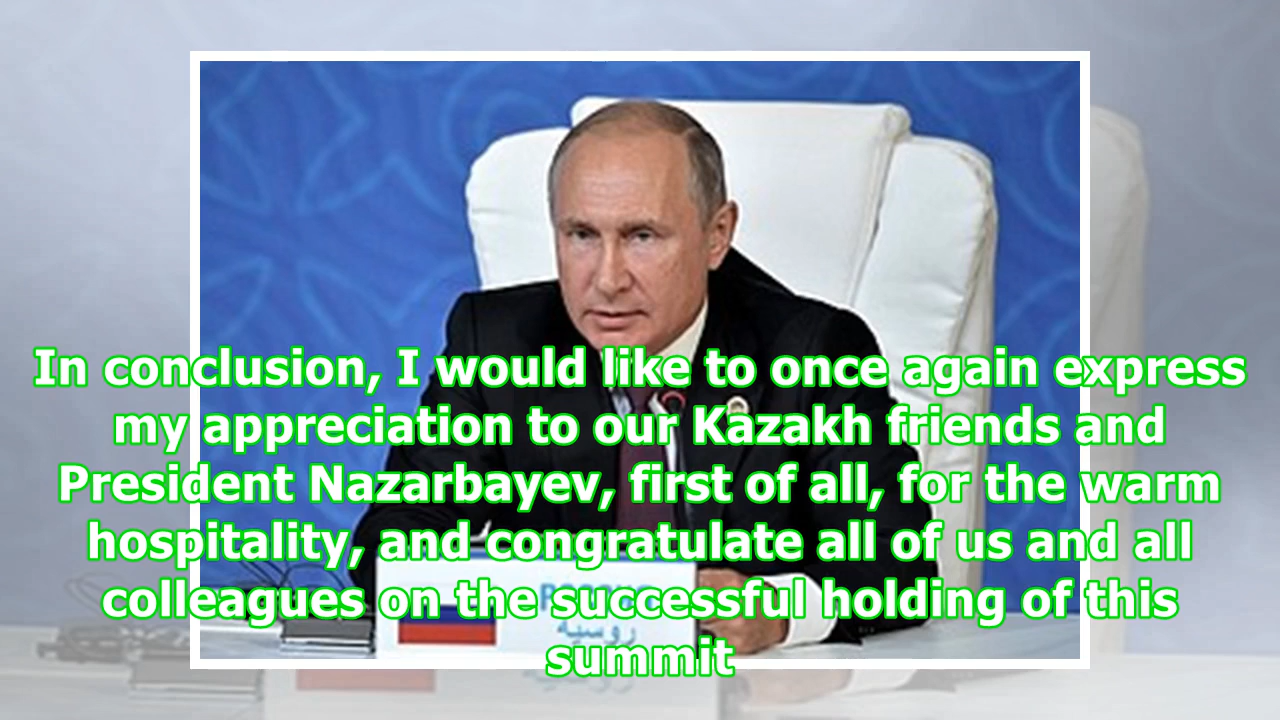 In conclusion, I would like to once again express
my appreciation to our Kazakh friends and
President Nazarbayev, first of all, for the warm
hospitality, and congratulate all of us and all
colleagues on the successful holding of this
summit
روسیه